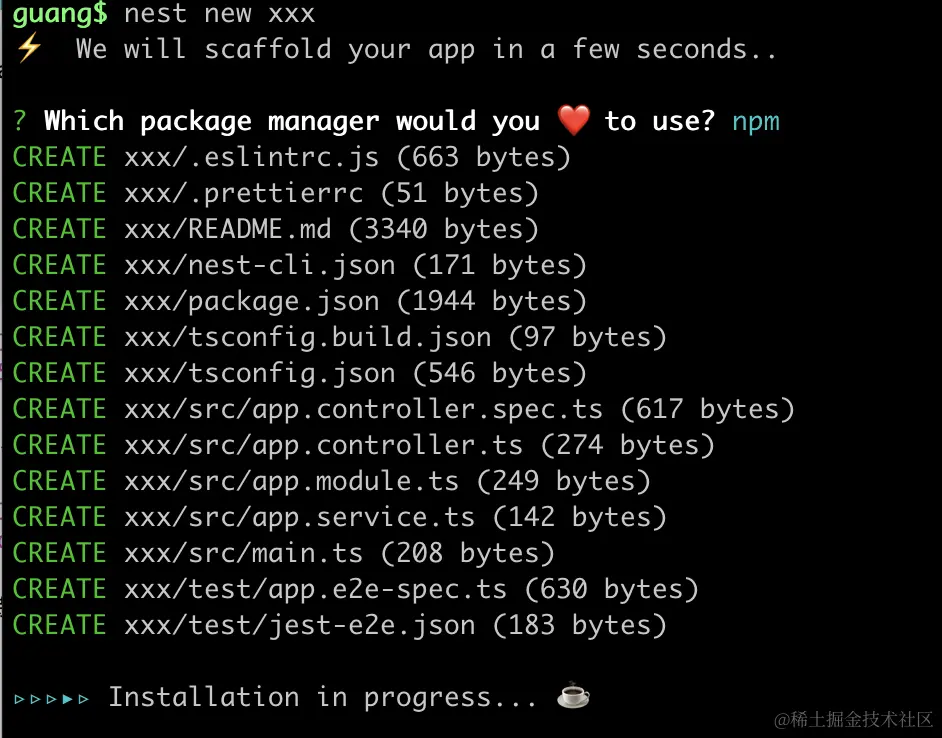 guang$ nest new xxx
⚡ We will scaffold your app in a few seconds..
? Which package manager would you ❤️ to use? npm
CREATE xxx/.eslintrc.js (663 bytes)
CREATE xxx/.prettierrc (51 bytes)
CREATE xxx/README.md (3340 bytes)
CREATE xxx/nest-cli.json (171 bytes)
CREATE xxx/package.json (1944 bytes)
CREATE xxx/tsconfig.build.json (97 bytes)
CREATE xxx/tsconfig.json (546 bytes)
CREATE xxx/src/app.controller.spec.ts (617 bytes)
CREATE xxx/src/app.controller.ts (274 bytes)
CREATE xxx/src/app.module.ts (249 bytes)
CREATE xxx/src/app.service.ts (142 bytes)
CREATE xxx/src/main.ts (208 bytes)
CREATE xxx/test/app.e2e-spec.ts (630 bytes)
CREATE xxx/test/jest-e2e.json (183 bytes)
▹▹▹▸▹ Installation in progress... ☕
@稀土掘金技术社区